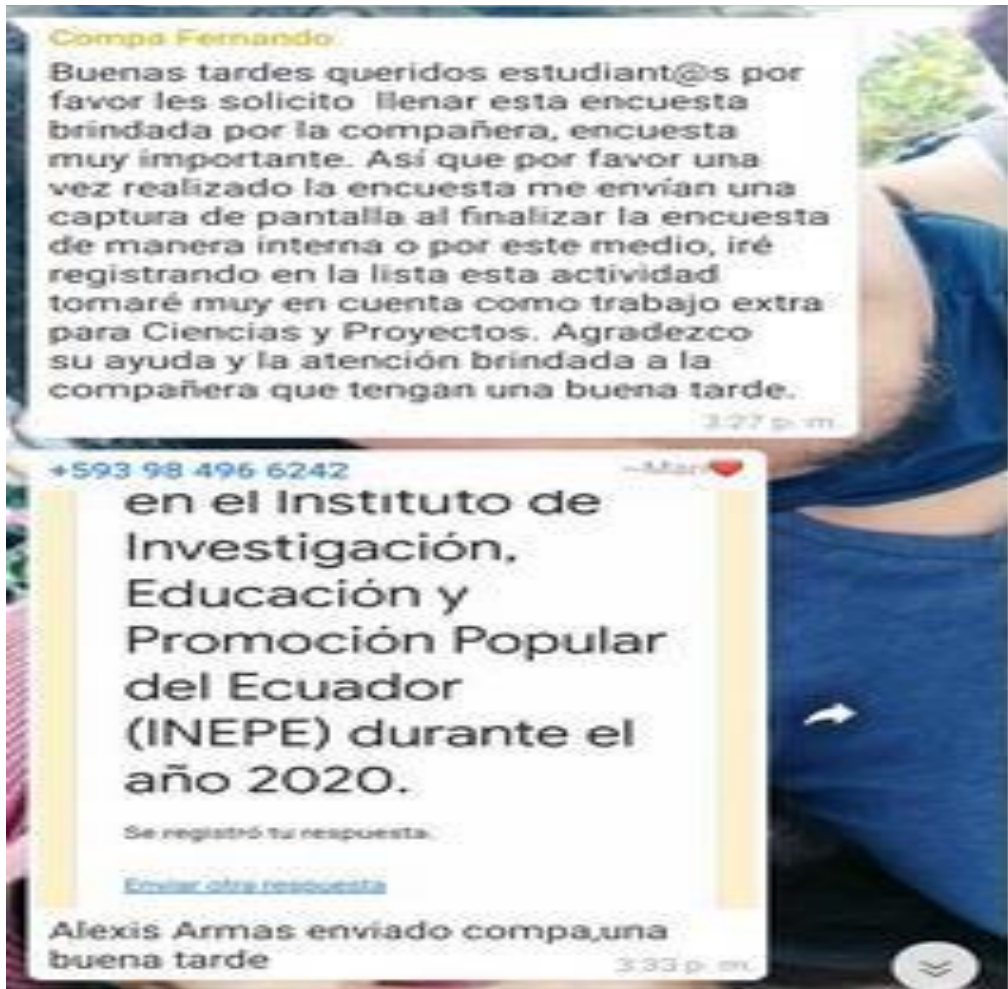 Compa Fernando
Buenas tardes queridos estudiant@s por
favor les solicito llenar esta encuesta
brindada por la compañera, encuesta
muy importante. Así que por favor una
vez realizado la encuesta me envían una
captura de pantalla al finalizar la encuesta
de manera interna o por este medio, iré
registrando en la lista esta actividad
tomaré muy en cuenta como trabajo extra
para Ciencias y Proyectos. Agradezco
su ayuda y la atención brindada a la
compañera que tengan una buena tarde.
3:27 p. m.
+593 98 496 6242
en el Instituto de
Investigación,
Educación y
Promoción Popular
del Ecuador
(INEPE) durante el
año 2020.
Se registró tu respuesta.
Enviar otra respuesta
Alexis Armas enviado compa,una
buena tarde
3:33 p. m.